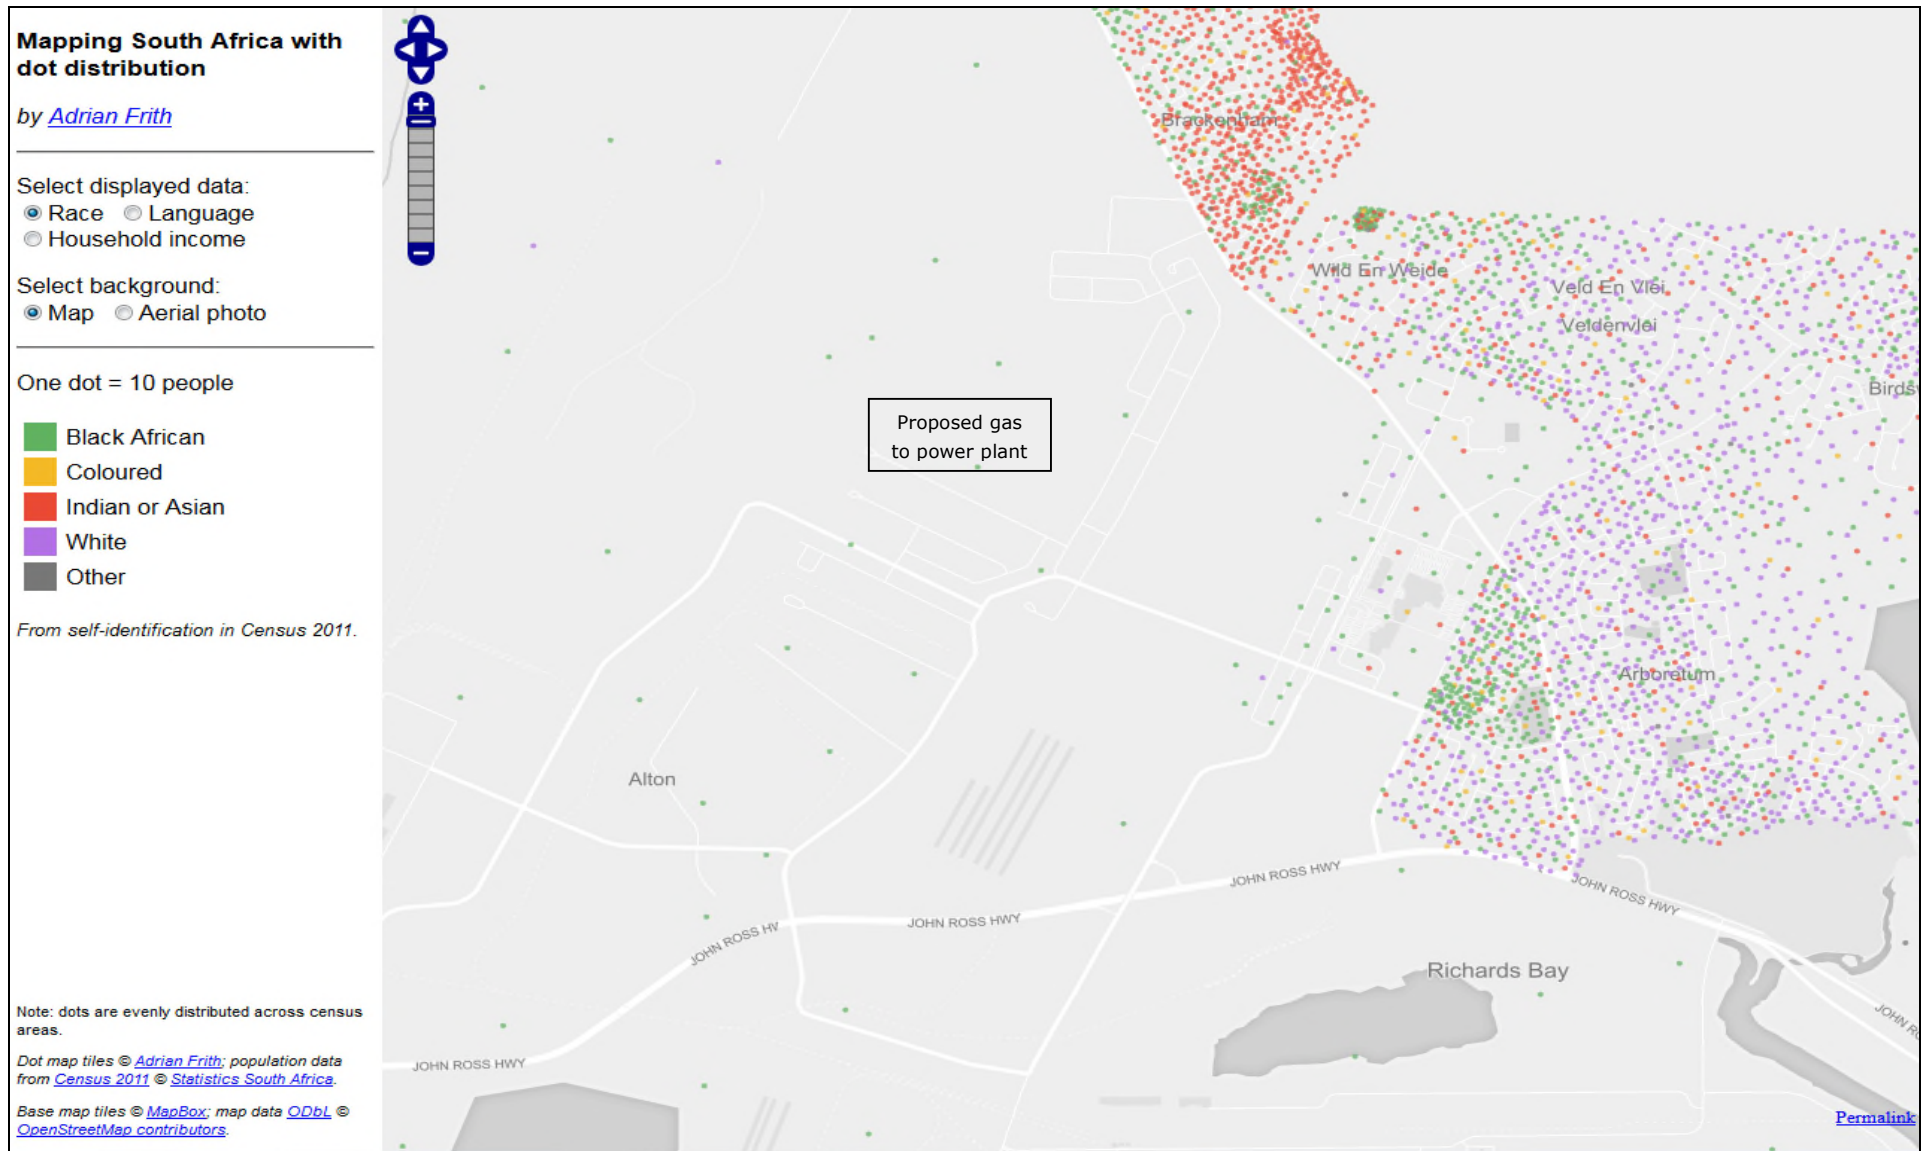 Mapping South Africa with
dot distribution
by Adrian Frith
Select displayed data:
Race Language
Household income
Select background:
Map Aerial photo
One dot = 10 people
Black African
Coloured
Indian or Asian
White
Other
From self-identification in Census 2011.
Note: dots are evenly distributed across census
areas.
Dot map tiles © Adrian Frith; population data
from Census 2011 © Statistics South Africa.
Base map tiles © MapBox; map data ODbL ©
OpenStreetMap contributors.
+
−
Brackenham
Wild En Weide
Veld En Vlei
Veldenvlei
Birds
Proposed gas
to power plant
Arboretum
Alton
JOHN ROSS HWY
JOHN ROSS HWY
JOHN ROSS HWY
JOHN ROSS HV
Richards Bay
JOHN R
JOHN ROSS HWY
Permalink